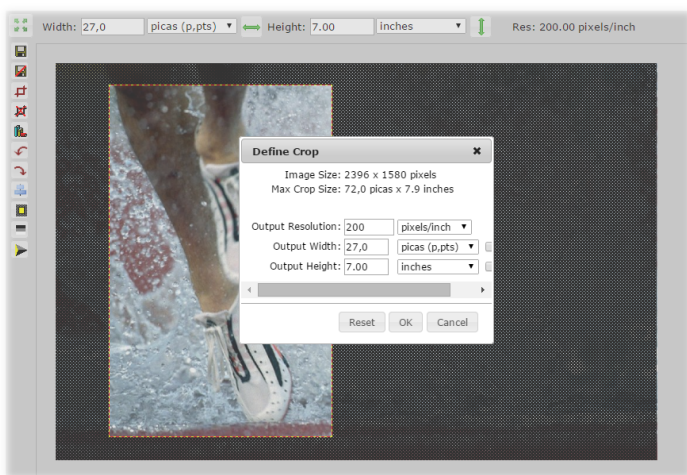 Width: 27,0 picas (p,pts) Height: 7.00 inches Res: 200.00 pixels/inch
Define Crop
Image Size: 2396 x 1580 pixels
Max Crop Size: 72,0 picas x 7.9 inches
Output Resolution: 200 pixels/inch
Output Width: 27,0 picas (p,pts)
Output Height: 7.00 inches
Reset OK Cancel